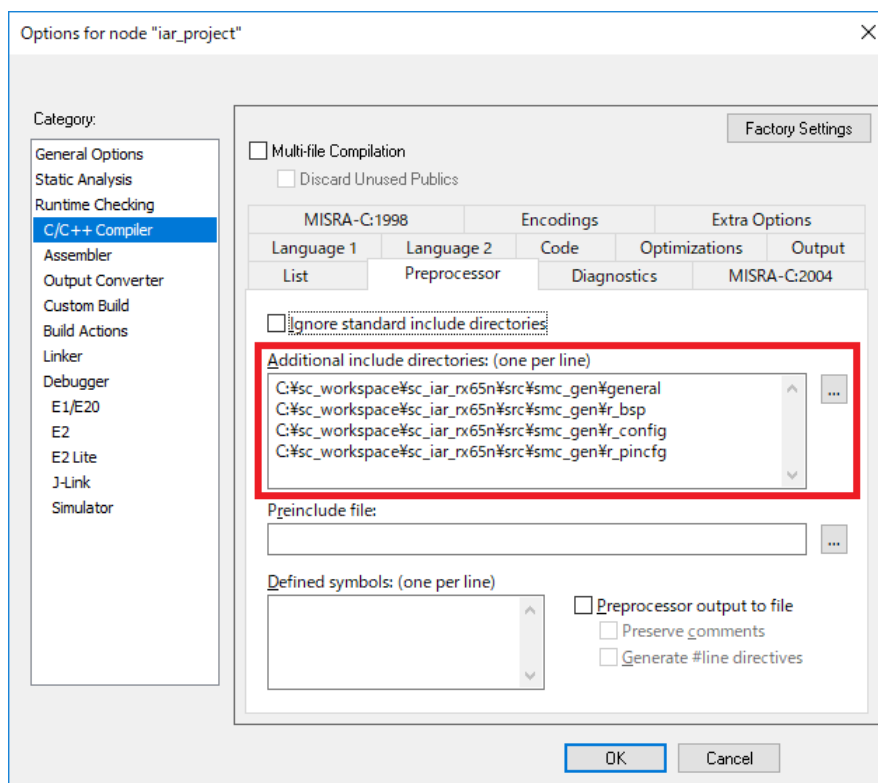 Options for node "iar_project"
Category:
General Options
Static Analysis
Runtime Checking
C/C++ Compiler
Assembler
Output Converter
Custom Build
Build Actions
Linker
Debugger
E1/E20
E2
E2 Lite
J-Link
Simulator
Factory Settings
Multi-file Compilation
Discard Unused Publics
MISRA-C:1998 Encodings Extra Options
Language 1 Language 2 Code Optimizations Output
List Preprocessor Diagnostics MISRA-C:2004
Ignore standard include directories
Additional include directories: (one per line)
C:¥sc_workspace¥sc_iar_rx65n¥src¥smc_gen¥general
C:¥sc_workspace¥sc_iar_rx65n¥src¥smc_gen¥r_bsp
C:¥sc_workspace¥sc_iar_rx65n¥src¥smc_gen¥r_config
C:¥sc_workspace¥sc_iar_rx65n¥src¥smc_gen¥r_pincfg
...
Preinclude file:
...
Defined symbols: (one per line)
Preprocessor output to file
Preserve comments
Generate #line directives
OK Cancel